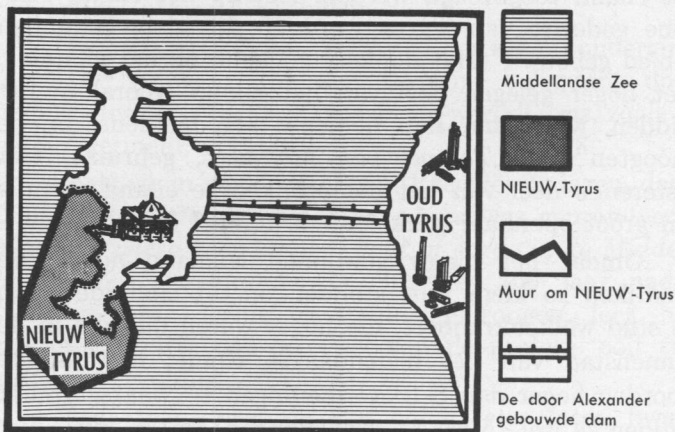 OUD
TYRUS
NIEUW
TYRUS
Middellandse Zee
NIEUW-Tyrus
Muur om NIEUW-Tyrus
De door Alexander
gebouwde dam